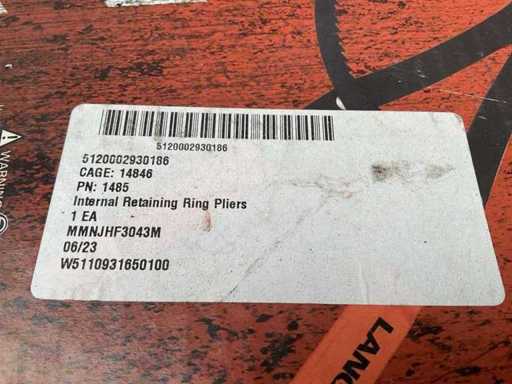 5120002930186
5120002930186
CAGE: 14846
PN: 1485
Internal Retaining Ring Pliers
1 EA
MMNJHF3043M
06/23
W5110931650100
WARNING
LANG